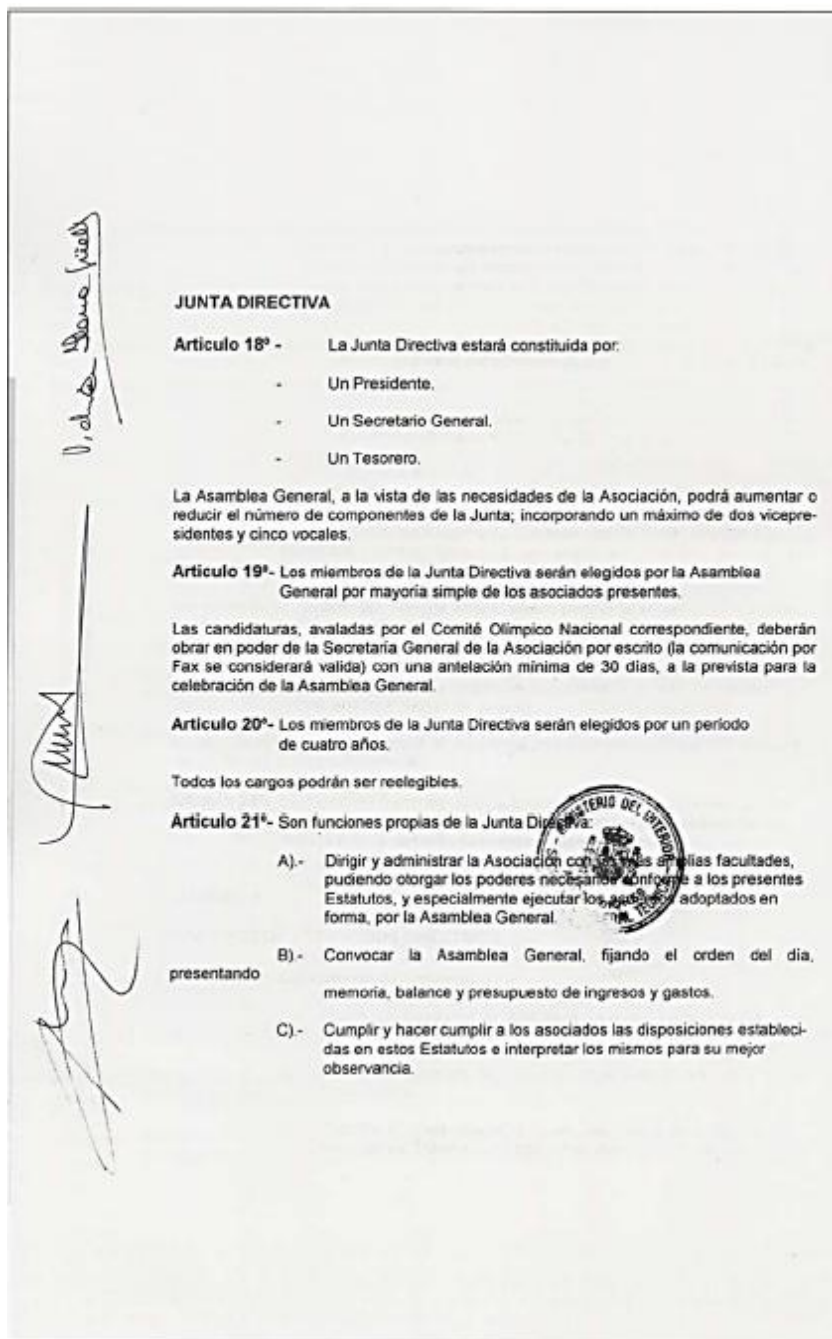 JUNTA DIRECTIVA
Articulo 18º - La Junta Directiva estará constituida por:
- Un Presidente.
- Un Secretario General.
- Un Tesorero.
La Asamblea General, a la vista de las necesidades de la Asociación, podrá aumentar o
reducir el número de componentes de la Junta; incorporando un máximo de dos vicepre-
sidentes y cinco vocales.
Articulo 19º- Los miembros de la Junta Directiva serán elegidos por la Asamblea
General por mayoría simple de los asociados presentes.
Las candidaturas, avaladas por el Comité Olímpico Nacional correspondiente, deberán
obrar en poder de la Secretaría General de la Asociación por escrito (la comunicación por
Fax se considerará valida) con una antelación mínima de 30 días, a la prevista para la
celebración de la Asamblea General.
Articulo 20º- Los miembros de la Junta Directiva serán elegidos por un período
de cuatro años.
Todos los cargos podrán ser reelegibles.
Articulo 21º- Son funciones propias de la Junta Directiva:
MINISTERIO DEL INTERIOR
A).- Dirigir y administrar la Asociación con amplias facultades,
pudiendo otorgar los poderes necesarios conforme a los presentes
Estatutos, y especialmente ejecutar los adoptados en
forma, por la Asamblea General.
B).- Convocar la Asamblea General, fijando el orden del día,
presentando
memoria, balance y presupuesto de ingresos y gastos.
C).- Cumplir y hacer cumplir a los asociados las disposiciones estableci-
das en estos Estatutos e interpretar los mismos para su mejor
observancia.